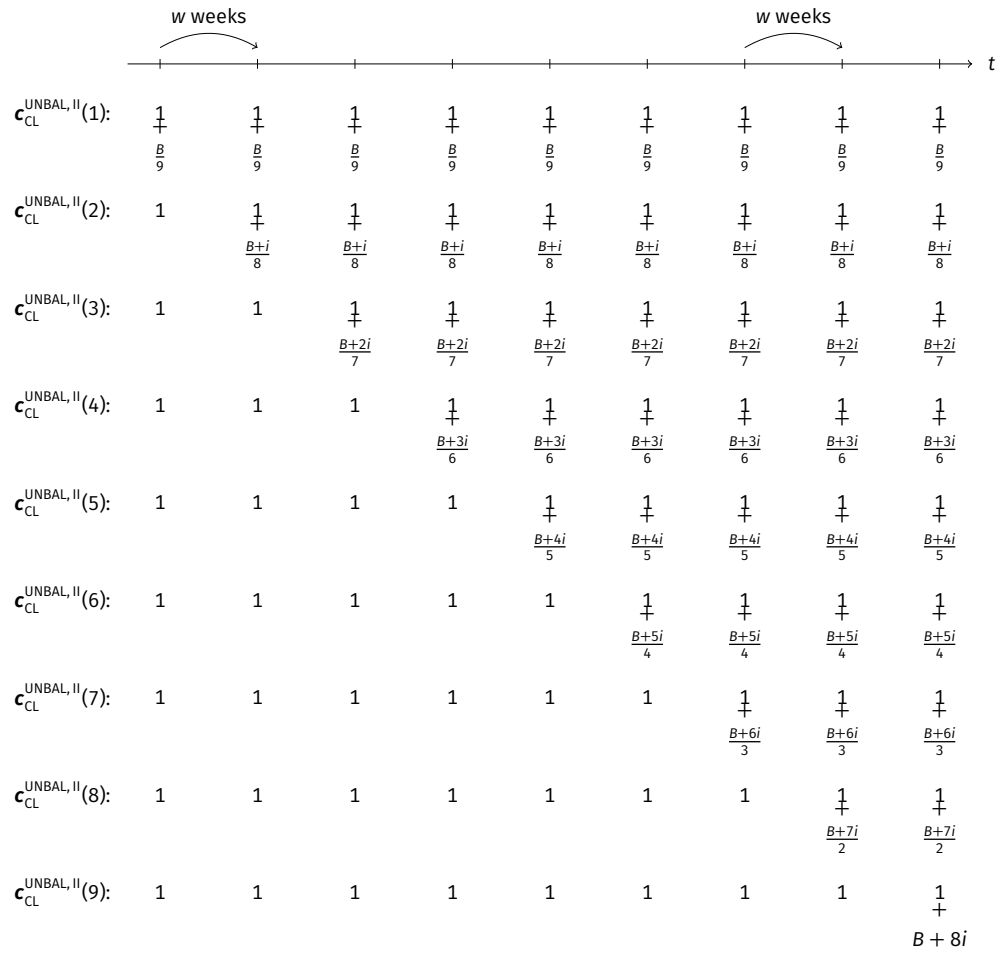 w weeks w weeks
t
c_CL^UNBAL, II(1): 1 1 1 1 1 1 1 1 1
+ + + + + + + + +
B/9 B/9 B/9 B/9 B/9 B/9 B/9 B/9 B/9
c_CL^UNBAL, II(2): 1 1 1 1 1 1 1 1 1
+ + + + + + + +
B+i/8 B+i/8 B+i/8 B+i/8 B+i/8 B+i/8 B+i/8 B+i/8
c_CL^UNBAL, II(3): 1 1 1 1 1 1 1 1 1
+ + + + + + +
B+2i/7 B+2i/7 B+2i/7 B+2i/7 B+2i/7 B+2i/7 B+2i/7
c_CL^UNBAL, II(4): 1 1 1 1 1 1 1 1 1
+ + + + + +
B+3i/6 B+3i/6 B+3i/6 B+3i/6 B+3i/6 B+3i/6
c_CL^UNBAL, II(5): 1 1 1 1 1 1 1 1 1
+ + + + +
B+4i/5 B+4i/5 B+4i/5 B+4i/5 B+4i/5
c_CL^UNBAL, II(6): 1 1 1 1 1 1 1 1 1
+ + + +
B+5i/4 B+5i/4 B+5i/4 B+5i/4
c_CL^UNBAL, II(7): 1 1 1 1 1 1 1 1 1
+ + +
B+6i/3 B+6i/3 B+6i/3
c_CL^UNBAL, II(8): 1 1 1 1 1 1 1 1 1
+ +
B+7i/2 B+7i/2
c_CL^UNBAL, II(9): 1 1 1 1 1 1 1 1 1
+
B + 8i